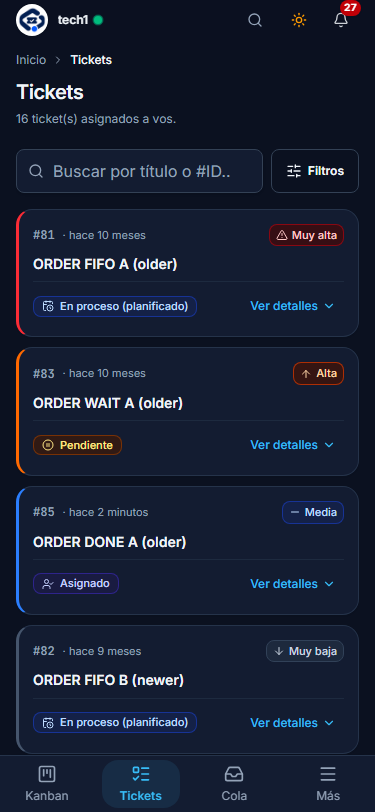 tech1
27
Inicio > Tickets
Tickets
16 ticket(s) asignados a vos.
Buscar por título o #ID..
Filtros
#81 · hace 10 meses
Muy alta
ORDER FIFO A (older)
En proceso (planificado)
Ver detalles
#83 · hace 10 meses
Alta
ORDER WAIT A (older)
Pendiente
Ver detalles
#85 · hace 2 minutos
Media
ORDER DONE A (older)
Asignado
Ver detalles
#82 · hace 9 meses
Muy baja
ORDER FIFO B (newer)
En proceso (planificado)
Ver detalles
Kanban
Tickets
Cola
Más